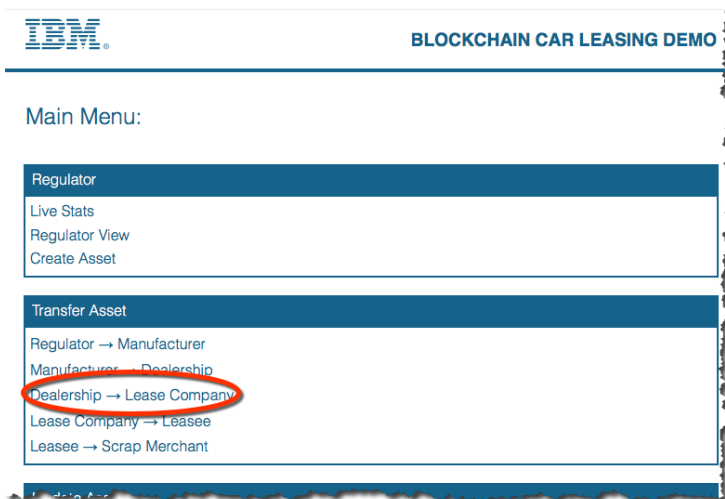 IBM.
BLOCKCHAIN CAR LEASING DEMO
Main Menu:
Regulator
Live Stats
Regulator View
Create Asset
Transfer Asset
Regulator → Manufacturer
Manufacturer → Dealership
Dealership → Lease Company
Lease Company → Leasee
Leasee → Scrap Merchant